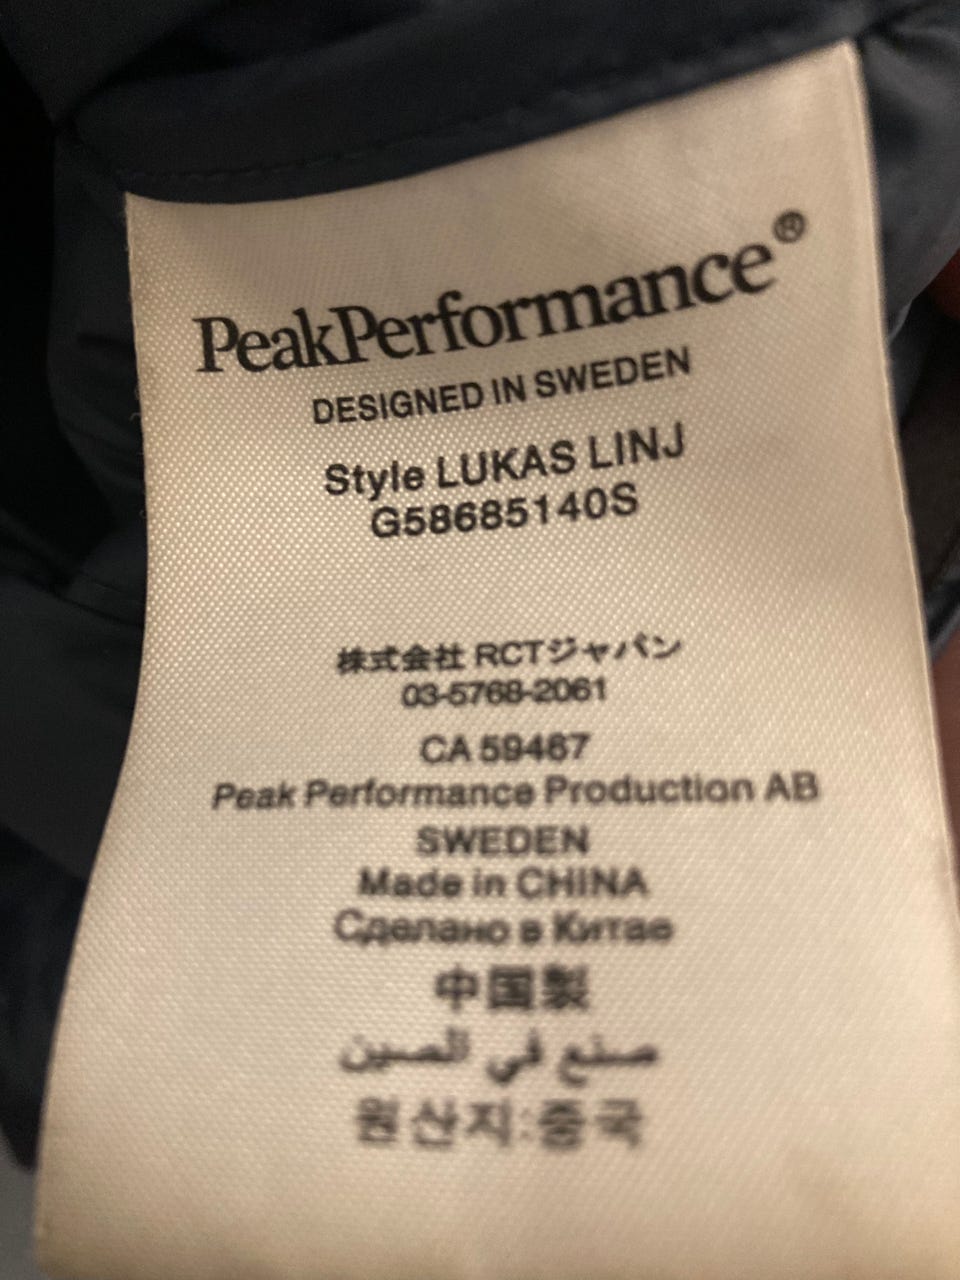 PeakPerformance®
DESIGNED IN SWEDEN
Style LUKAS LINJ
G58685140S
株式会社 RCTジャパン
03-5768-2061
CA 59467
Peak Performance Production AB
SWEDEN
Made in CHINA
Сделано в Китае
中国製
صنع في الصين
원산지:중국